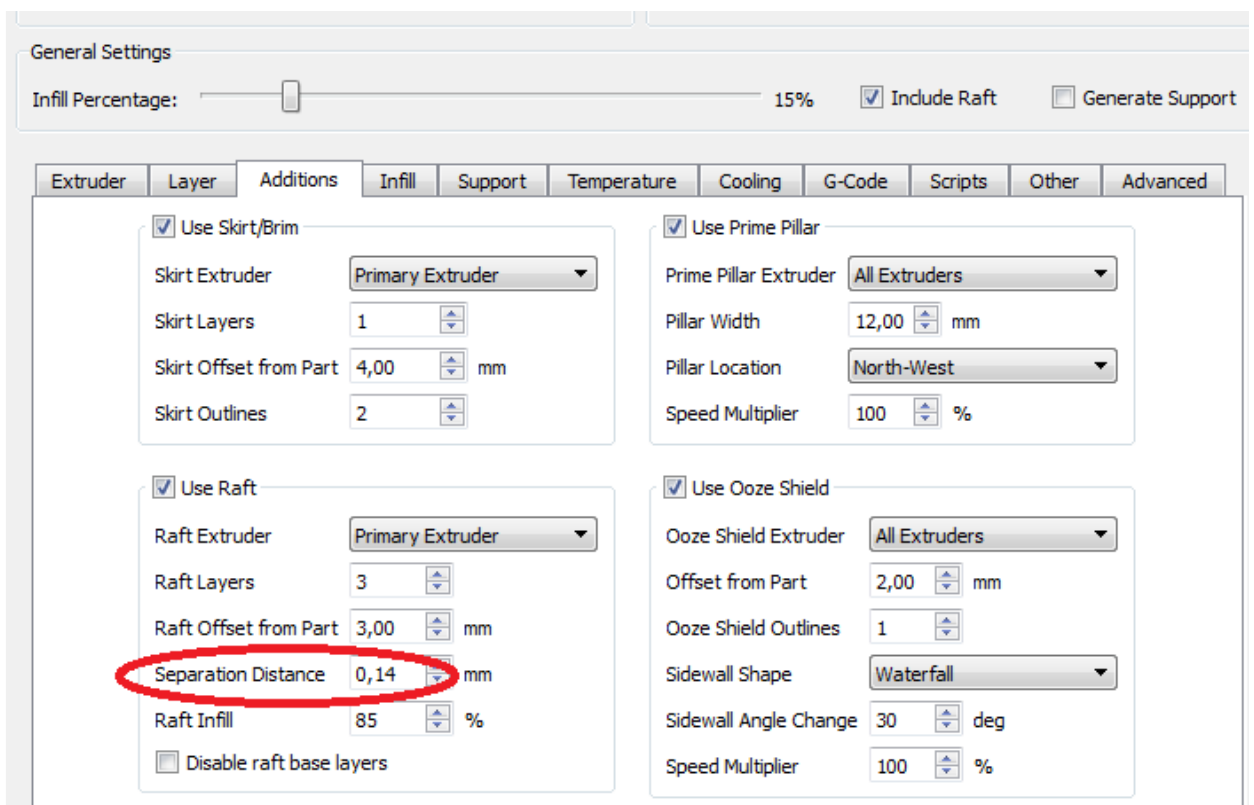 General Settings
Infill Percentage: 15% Include Raft Generate Support
Extruder Layer Additions Infill Support Temperature Cooling G-Code Scripts Other Advanced
Use Skirt/Brim
Skirt Extruder Primary Extruder
Skirt Layers 1
Skirt Offset from Part 4,00 mm
Skirt Outlines 2
Use Prime Pillar
Prime Pillar Extruder All Extruders
Pillar Width 12,00 mm
Pillar Location North-West
Speed Multiplier 100 %
Use Raft
Raft Extruder Primary Extruder
Raft Layers 3
Raft Offset from Part 3,00 mm
Separation Distance 0,14 mm
Raft Infill 85 %
Disable raft base layers
Use Ooze Shield
Ooze Shield Extruder All Extruders
Offset from Part 2,00 mm
Ooze Shield Outlines 1
Sidewall Shape Waterfall
Sidewall Angle Change 30 deg
Speed Multiplier 100 %